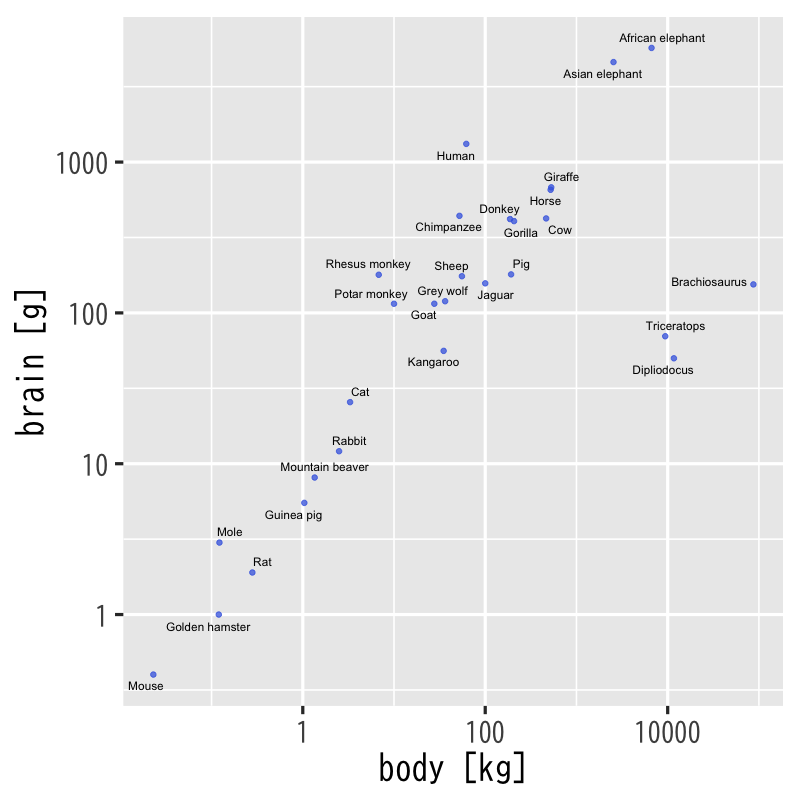 African elephant
Asian elephant
Human
Giraffe
Horse
Donkey
Chimpanzee
Gorilla
Cow
Rhesus monkey
Sheep
Pig
Potar monkey
Grey wolf
Jaguar
Goat
Brachiosaurus
Triceratops
Dipliodocus
Kangaroo
Cat
Rabbit
Mountain beaver
Guinea pig
Mole
Rat
Golden hamster
Mouse
1000
100
10
1
brain [g]
1
100
10000
body [kg]